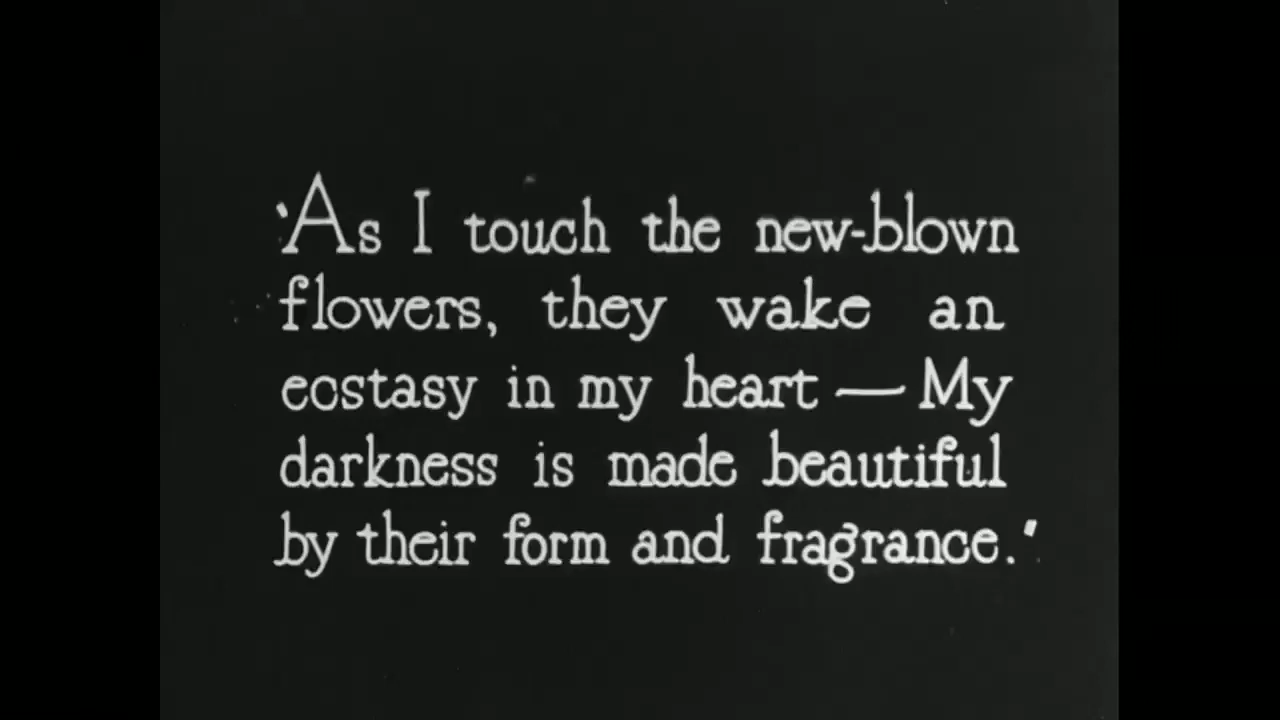 'As I touch the new-blown
flowers, they wake an
ecstasy in my heart — My
darkness is made beautiful
by their form and fragrance.'